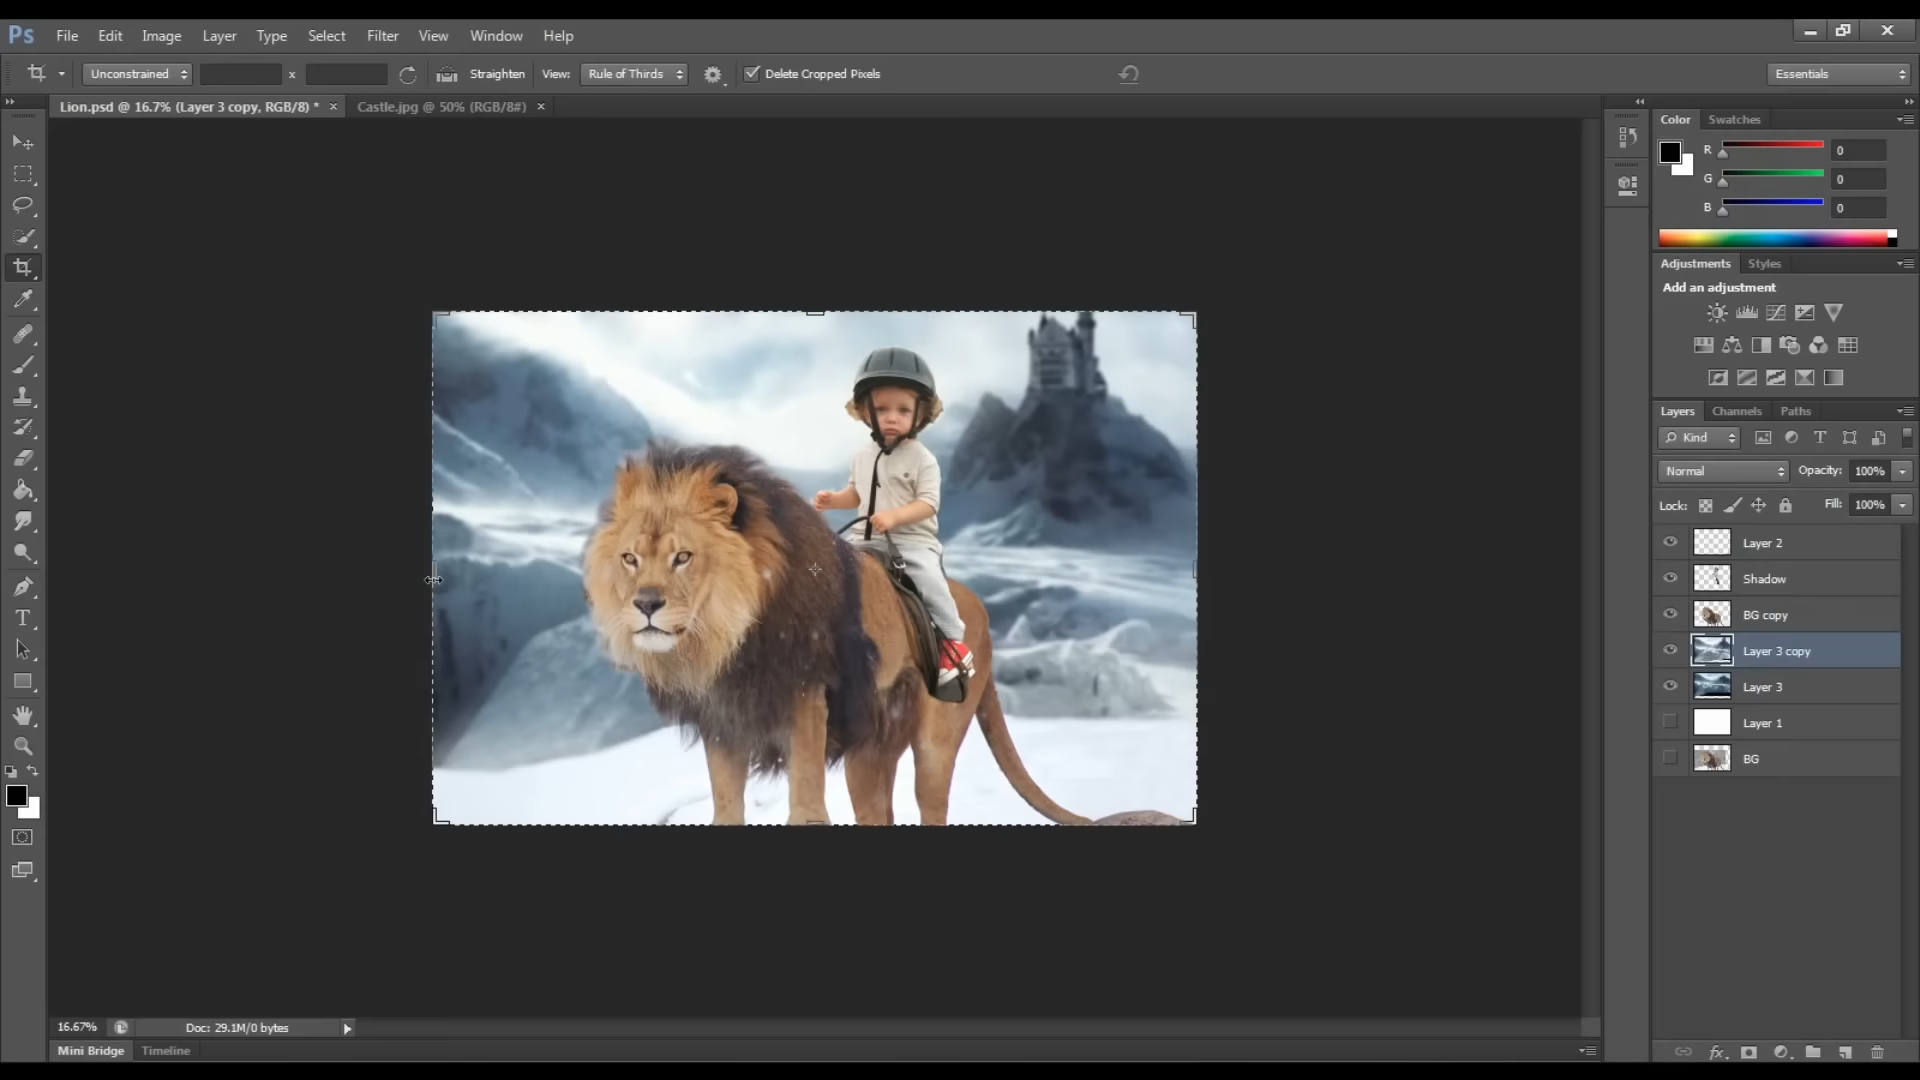 Ps File Edit Image Layer Type Select Filter View Window Help
Unconstrained x Straighten View: Rule of Thirds Delete Cropped Pixels Essentials
Lion.psd @ 16.7% (Layer 3 copy, RGB/8) * × Castle.jpg @ 50% (RGB/8#) ×
Color Swatches
R 0
G 0
B 0
Adjustments Styles
Add an adjustment
Layers Channels Paths
Kind
Normal Opacity: 100%
Lock: Fill: 100%
Layer 2
Shadow
BG copy
Layer 3 copy
Layer 3
Layer 1
BG
16.67% Doc: 29.1M/0 bytes
Mini Bridge Timeline